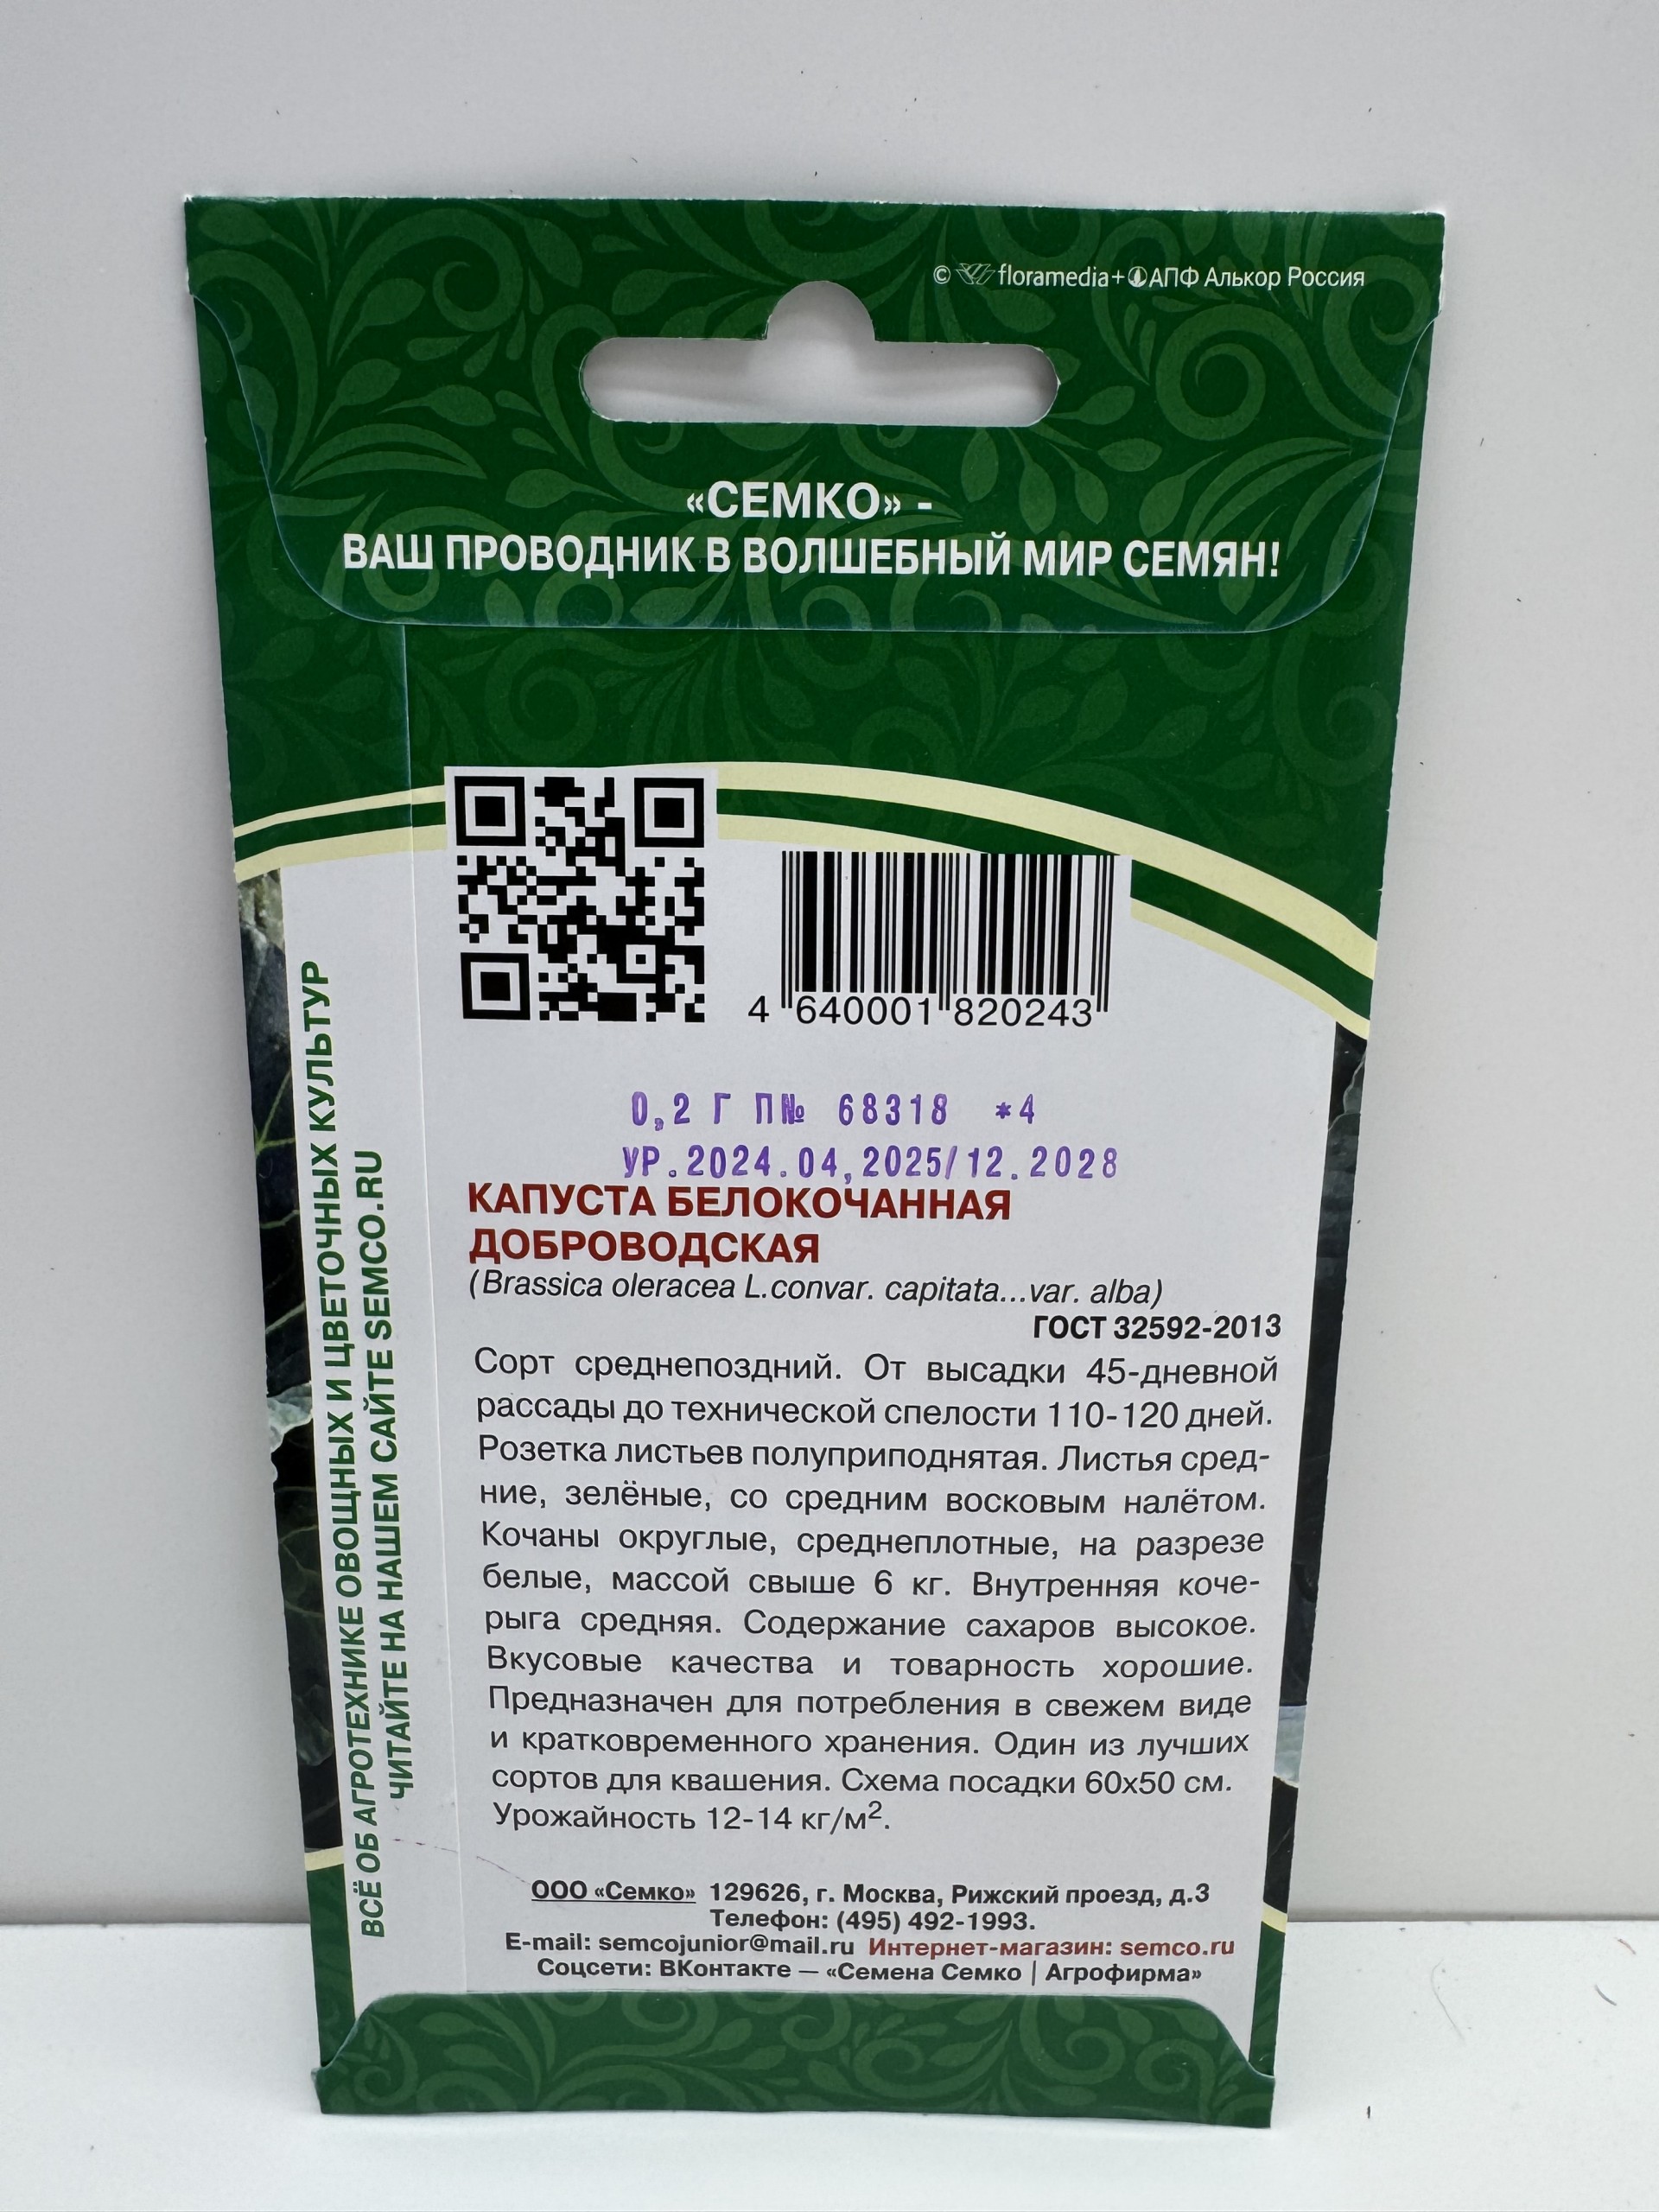 © floramedia+АПФ Алькор Россия
«СЕМКО» -
ВАШ ПРОВОДНИК В ВОЛШЕБНЫЙ МИР СЕМЯН!
4 640001 820243
0,2 Г П№ 68318 *4
УР.2024.04,2025/12.2028
КАПУСТА БЕЛОКОЧАННАЯ
ДОБРОВОДСКАЯ
(Brassica oleracea L.convar. capitata...var. alba)
ГОСТ 32592-2013
Сорт среднепоздний. От высадки 45-дневной
рассады до технической спелости 110-120 дней.
Розетка листьев полуприподнятая. Листья сред-
ние, зелёные, со средним восковым налётом.
Кочаны округлые, среднеплотные, на разрезе
белые, массой свыше 6 кг. Внутренняя коче-
рыга средняя. Содержание сахаров высокое.
Вкусовые качества и товарность хорошие.
Предназначен для потребления в свежем виде
и кратковременного хранения. Один из лучших
сортов для квашения. Схема посадки 60х50 см.
Урожайность 12-14 кг/м².
ООО «Семко» 129626, г. Москва, Рижский проезд, д.3
Телефон: (495) 492-1993.
E-mail: semcojunior@mail.ru Интернет-магазин: semco.ru
Соцсети: ВКонтакте — «Семена Семко | Агрофирма»
ВСЁ ОБ АГРОТЕХНИКЕ ОВОЩНЫХ И ЦВЕТОЧНЫХ КУЛЬТУР
ЧИТАЙТЕ НА НАШЕМ САЙТЕ SEMCO.RU